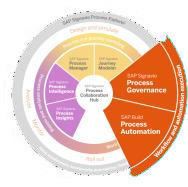 SAP Signavio Process Explorer
Design and simulate
SAP Signavio
Process
Manager
SAP Signavio
Journey
Modeler
SAP Signavio
Process
Intelligence
SAP Signavio
Process
Insights
SAP Signavio
Process
Collaboration
Hub
SAP Signavio
Process
Governance
SAP Build
Process
Automation
Workflow and automation execution
Roll out
Analyze